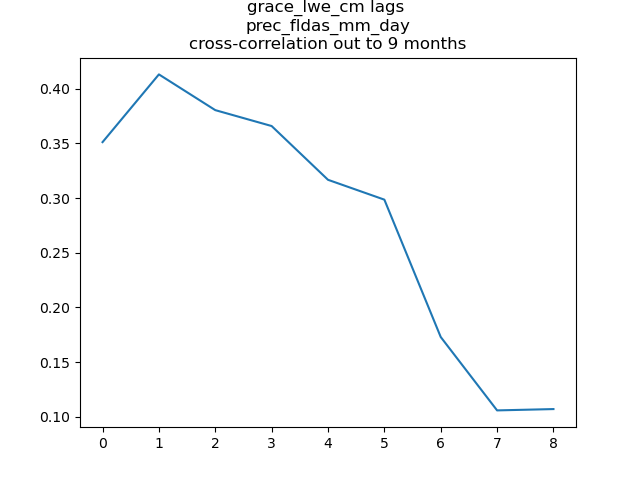 grace_lwe_cm lags
prec_fldas_mm_day
cross-correlation out to 9 months
0.40
0.35
0.30
0.25
0.20
0.15
0.10
0 1 2 3 4 5 6 7 8